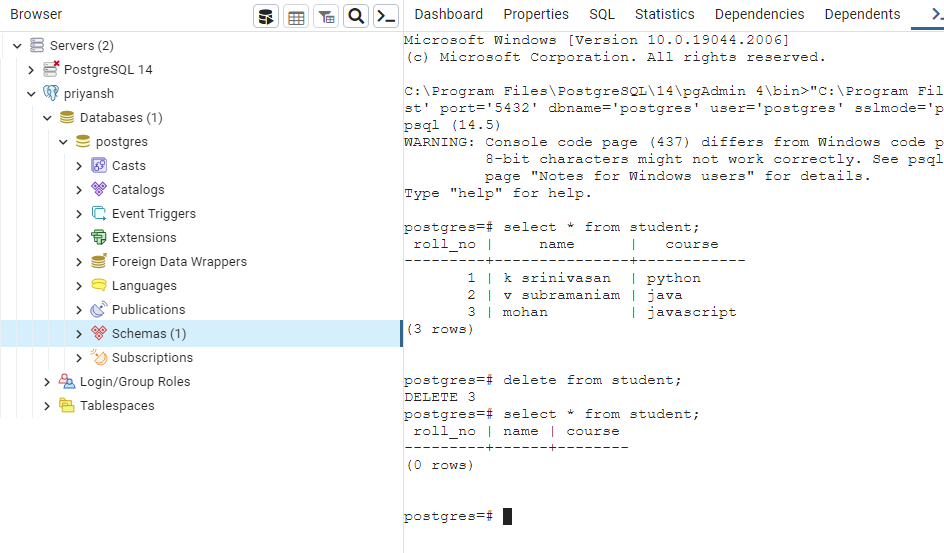 Browser
Servers (2)
PostgreSQL 14
priyansh
Databases (1)
postgres
Casts
Catalogs
Event Triggers
Extensions
Foreign Data Wrappers
Languages
Publications
Schemas (1)
Subscriptions
Login/Group Roles
Tablespaces
Dashboard Properties SQL Statistics Dependencies Dependents
Microsoft Windows [Version 10.0.19044.2006]
(c) Microsoft Corporation. All rights reserved.
C:\Program Files\PostgreSQL\14\pgAdmin 4\bin>"C:\Program Fil
st' port='5432' dbname='postgres' user='postgres' sslmode='p
psql (14.5)
WARNING: Console code page (437) differs from Windows code p
8-bit characters might not work correctly. See psql
page "Notes for Windows users" for details.
Type "help" for help.
postgres=# select * from student;
roll_no | name | course
---------+---------------+------------
1 | k srinivasan | python
2 | v subramaniam | java
3 | mohan | javascript
(3 rows)
postgres=# delete from student;
DELETE 3
postgres=# select * from student;
roll_no | name | course
---------+------+--------
(0 rows)
postgres=#